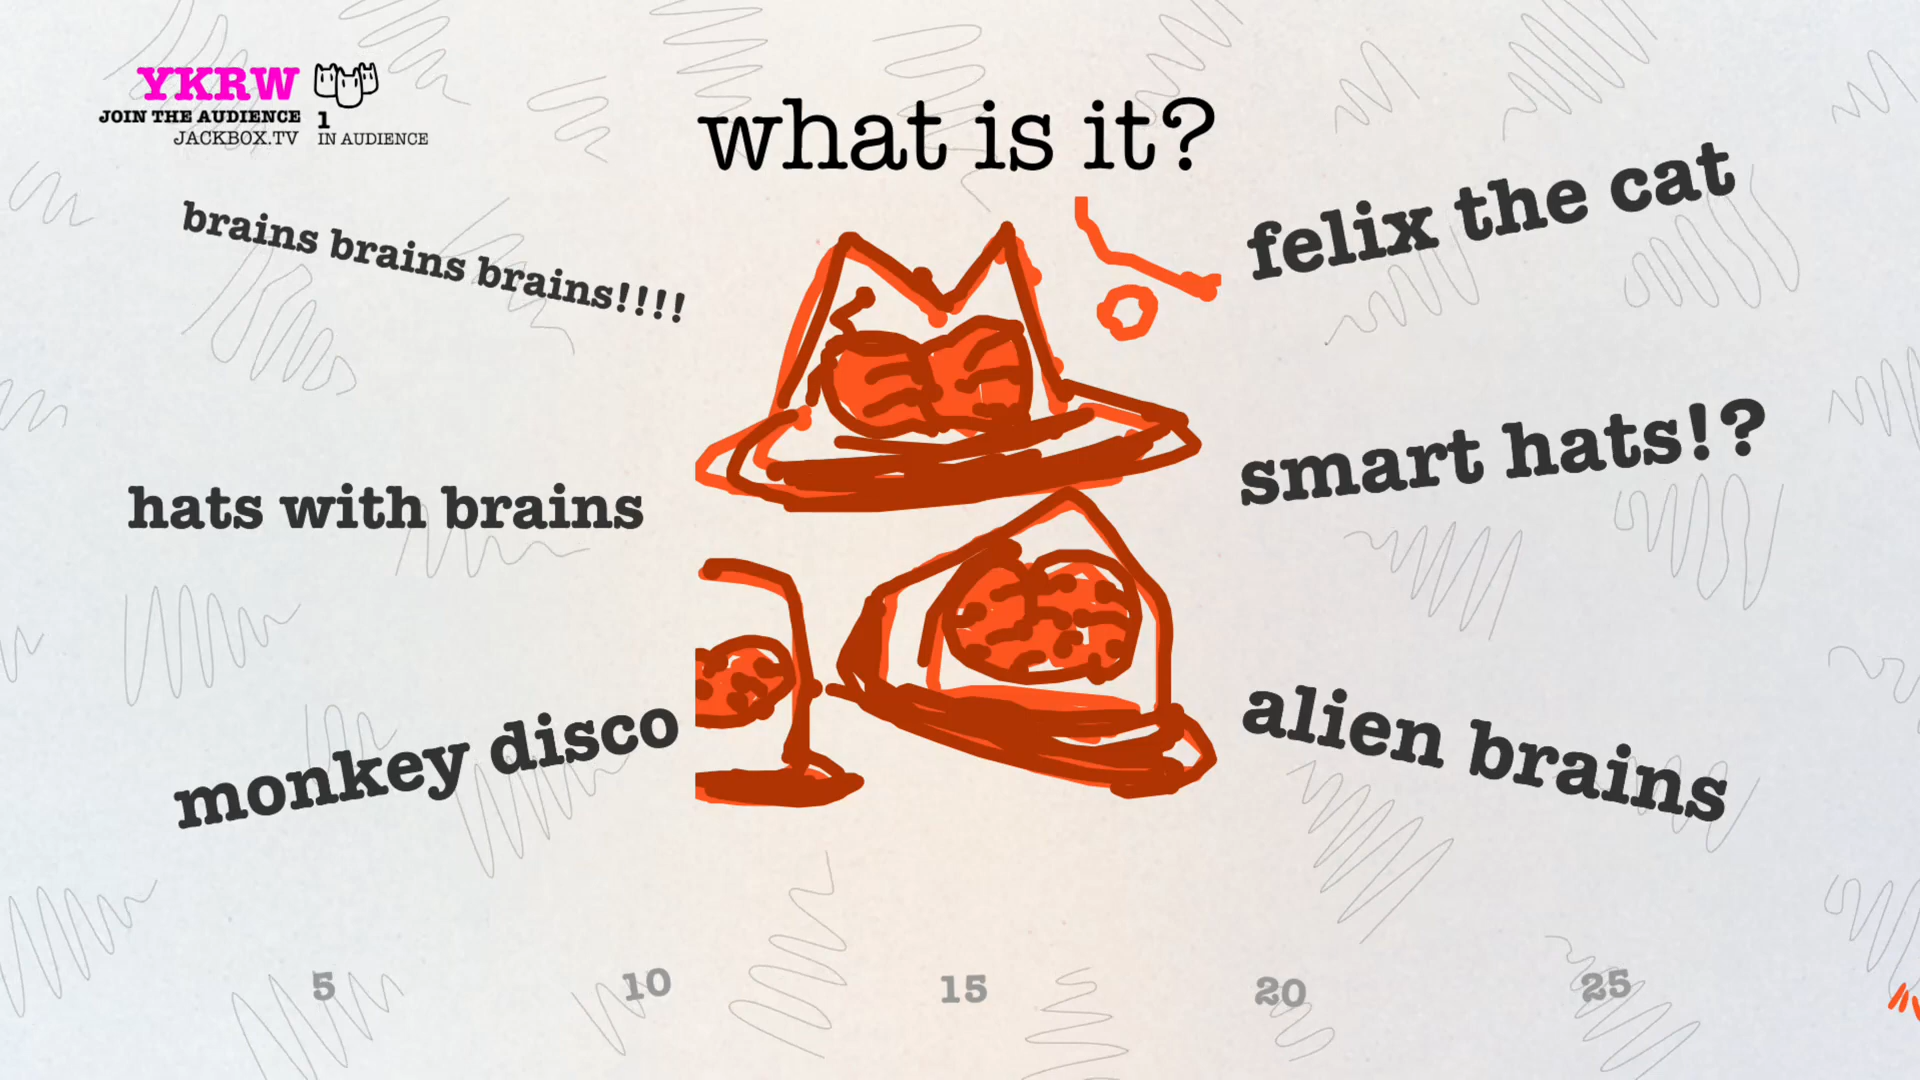 YKRW
JOIN THE AUDIENCE
JACKBOX.TV
1
IN AUDIENCE
what is it?
brains brains brains!!!!
felix the cat
hats with brains
smart hats!?
monkey disco
alien brains
5 10 15 20 25